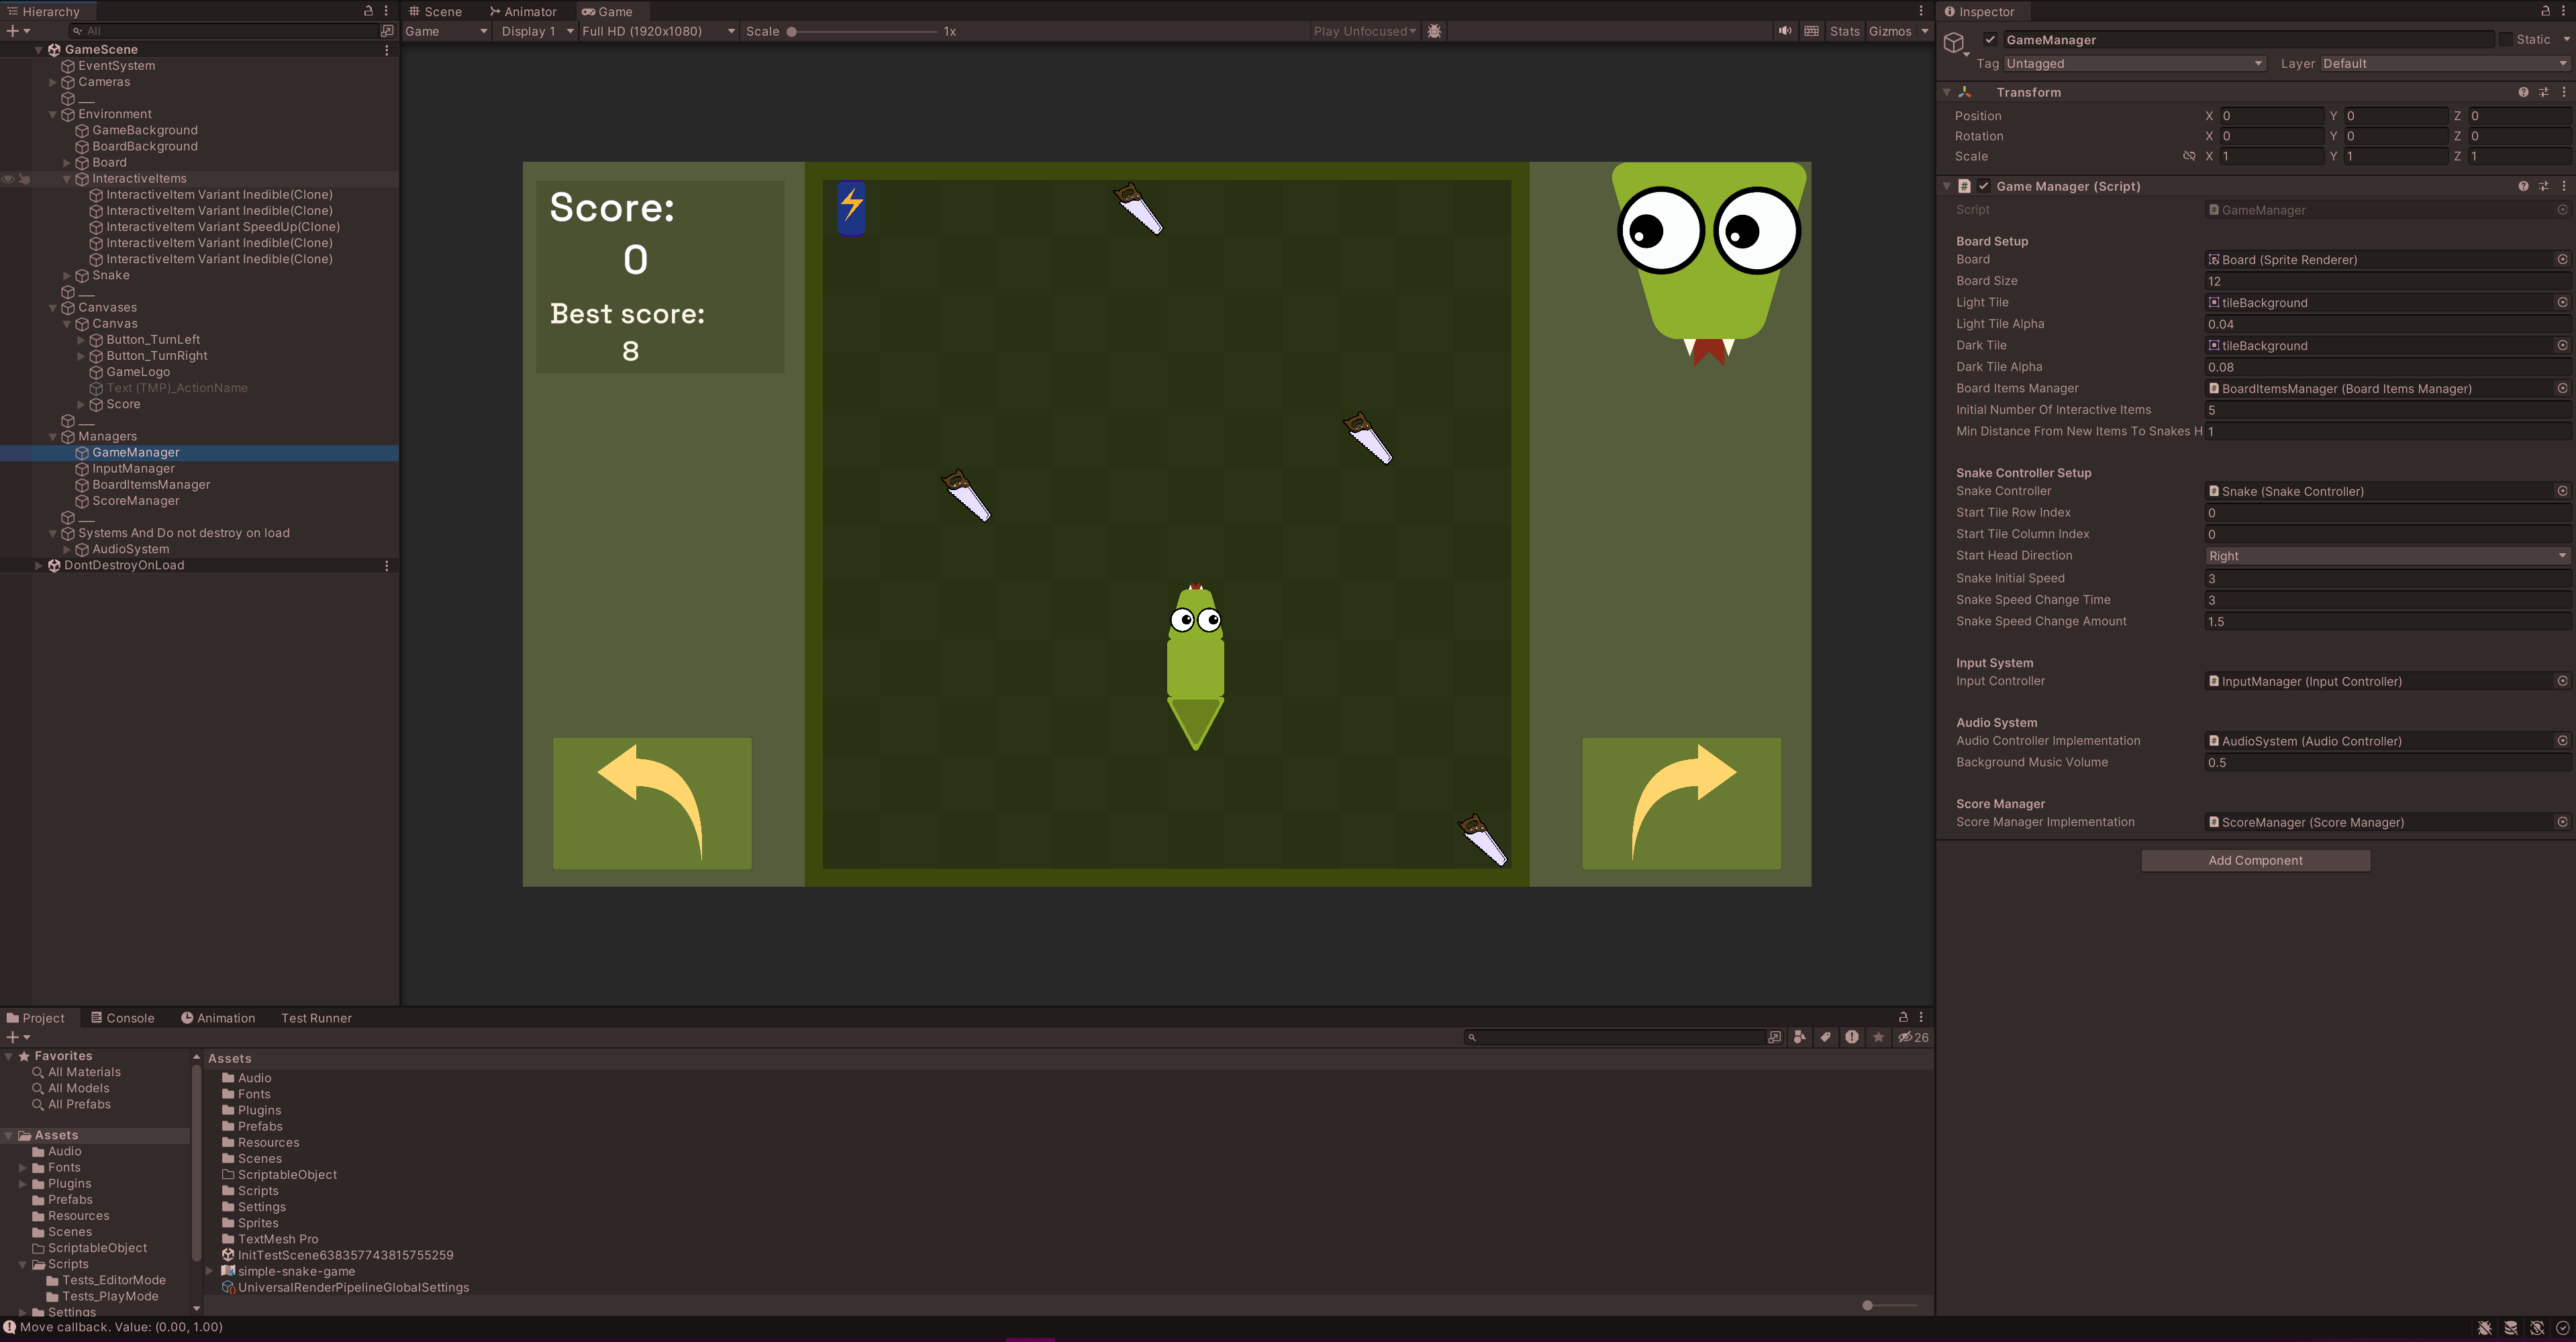 Hierarchy
All
GameScene
EventSystem
Cameras
__
Environment
GameBackground
BoardBackground
Board
InteractiveItems
InteractiveItem Variant Inedible(Clone)
InteractiveItem Variant Inedible(Clone)
InteractiveItem Variant SpeedUp(Clone)
InteractiveItem Variant Inedible(Clone)
InteractiveItem Variant Inedible(Clone)
Snake
__
Canvases
Canvas
Button_TurnLeft
Button_TurnRight
GameLogo
Text (TMP)_ActionName
Score
__
Managers
GameManager
InputManager
BoardItemsManager
ScoreManager
__
Systems And Do not destroy on load
AudioSystem
DontDestroyOnLoad
Scene Animator Game
Game Display 1 Full HD (1920x1080) Scale 1x Play Unfocused Stats Gizmos
Score:
0
Best score:
8
Inspector
GameManager Static
Tag Untagged Layer Default
Transform
Position X 0 Y 0 Z 0
Rotation X 0 Y 0 Z 0
Scale X 1 Y 1 Z 1
# Game Manager (Script)
Script GameManager
Board Setup
Board Board (Sprite Renderer)
Board Size 12
Light Tile tileBackground
Light Tile Alpha 0.04
Dark Tile tileBackground
Dark Tile Alpha 0.08
Board Items Manager BoardItemsManager (Board Items Manager)
Initial Number Of Interactive Items 5
Min Distance From New Items To Snakes H 1
Snake Controller Setup
Snake Controller Snake (Snake Controller)
Start Tile Row Index 0
Start Tile Column Index 0
Start Head Direction Right
Snake Initial Speed 3
Snake Speed Change Time 3
Snake Speed Change Amount 1.5
Input System
Input Controller InputManager (Input Controller)
Audio System
Audio Controller Implementation AudioSystem (Audio Controller)
Background Music Volume 0.5
Score Manager
Score Manager Implementation ScoreManager (Score Manager)
Add Component
Project Console Animation Test Runner
26
Favorites
All Materials
All Models
All Prefabs
Assets
Audio
Fonts
Plugins
Prefabs
Resources
Scenes
ScriptableObject
Scripts
Tests_EditorMode
Tests_PlayMode
Settings
Assets
Audio
Fonts
Plugins
Prefabs
Resources
Scenes
ScriptableObject
Scripts
Settings
Sprites
TextMesh Pro
InitTestScene638357743815755259
simple-snake-game
UniversalRenderPipelineGlobalSettings
Move callback. Value: (0.00, 1.00)